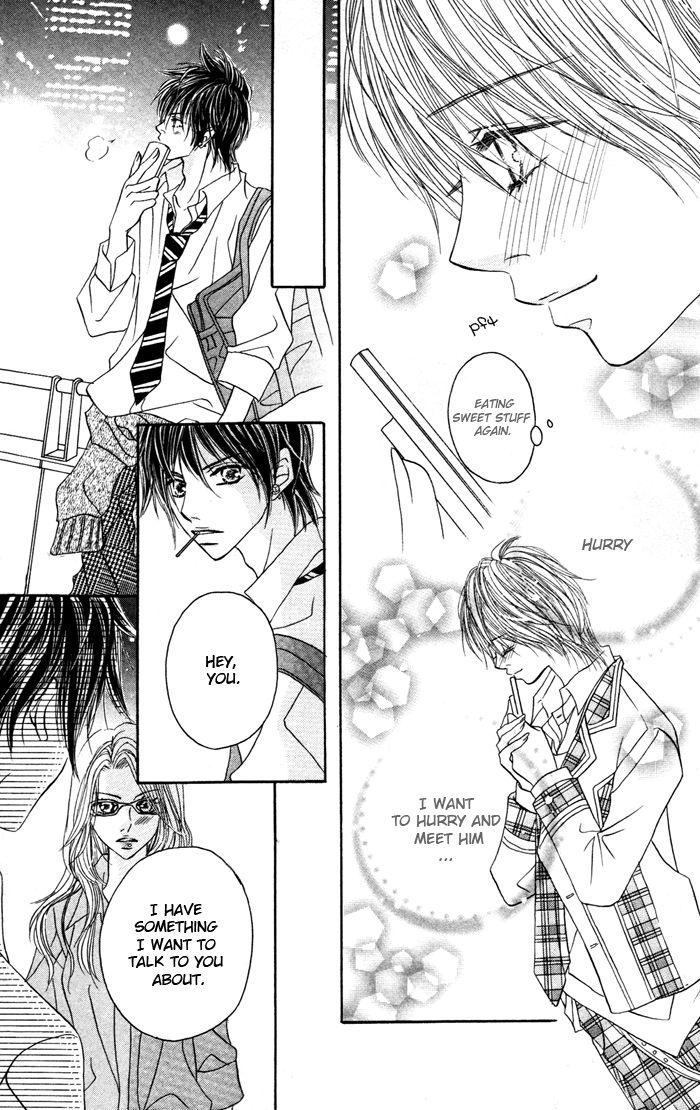 pft
EATING
SWEET STUFF
AGAIN.
HURRY
I WANT
TO HURRY AND
MEET HIM
...
HEY,
YOU.
I HAVE
SOMETHING
I WANT TO
TALK TO YOU
ABOUT.